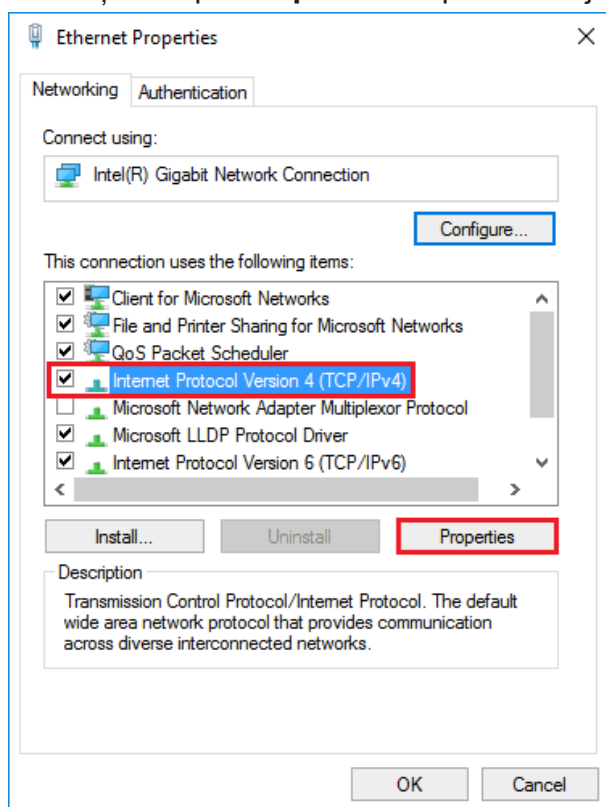 Ethernet Properties
Networking
Authentication
Connect using:
Intel(R) Gigabit Network Connection
Configure...
This connection uses the following items:
Client for Microsoft Networks
File and Printer Sharing for Microsoft Networks
QoS Packet Scheduler
Internet Protocol Version 4 (TCP/IPv4)
Microsoft Network Adapter Multiplexor Protocol
Microsoft LLDP Protocol Driver
Internet Protocol Version 6 (TCP/IPv6)
Install...
Uninstall
Properties
Description
Transmission Control Protocol/Internet Protocol. The default
wide area network protocol that provides communication
across diverse interconnected networks.
OK
Cancel